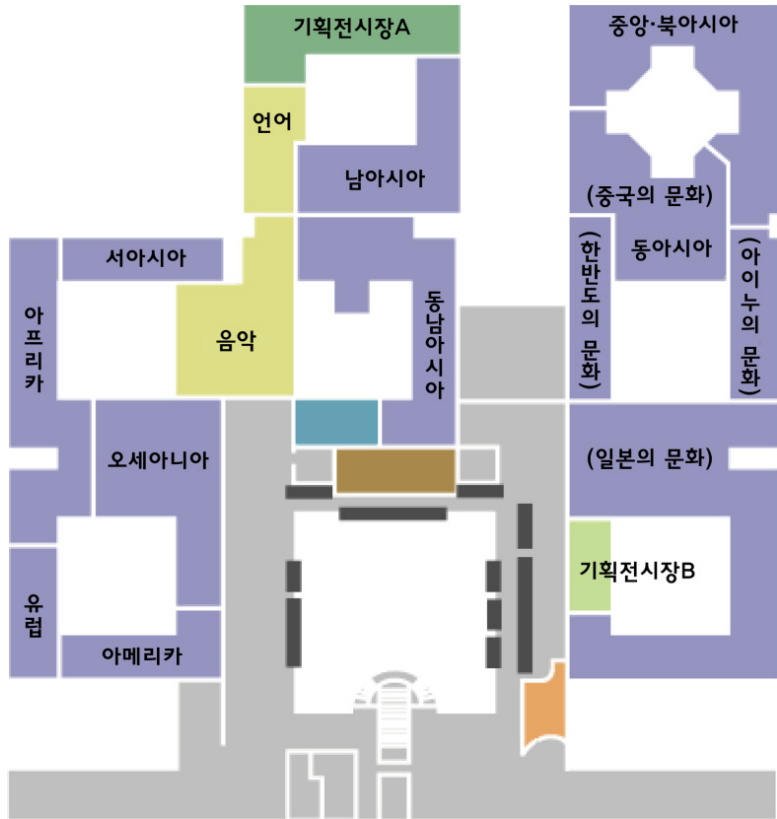 기획전시장A
중앙·북아시아
언어
남아시아
(중국의 문화)
동아시아
(한반도의 문화)
(아이누의 문화)
서아시아
아프리카
음악
동남아시아
오세아니아
(일본의 문화)
기획전시장B
유럽
아메리카